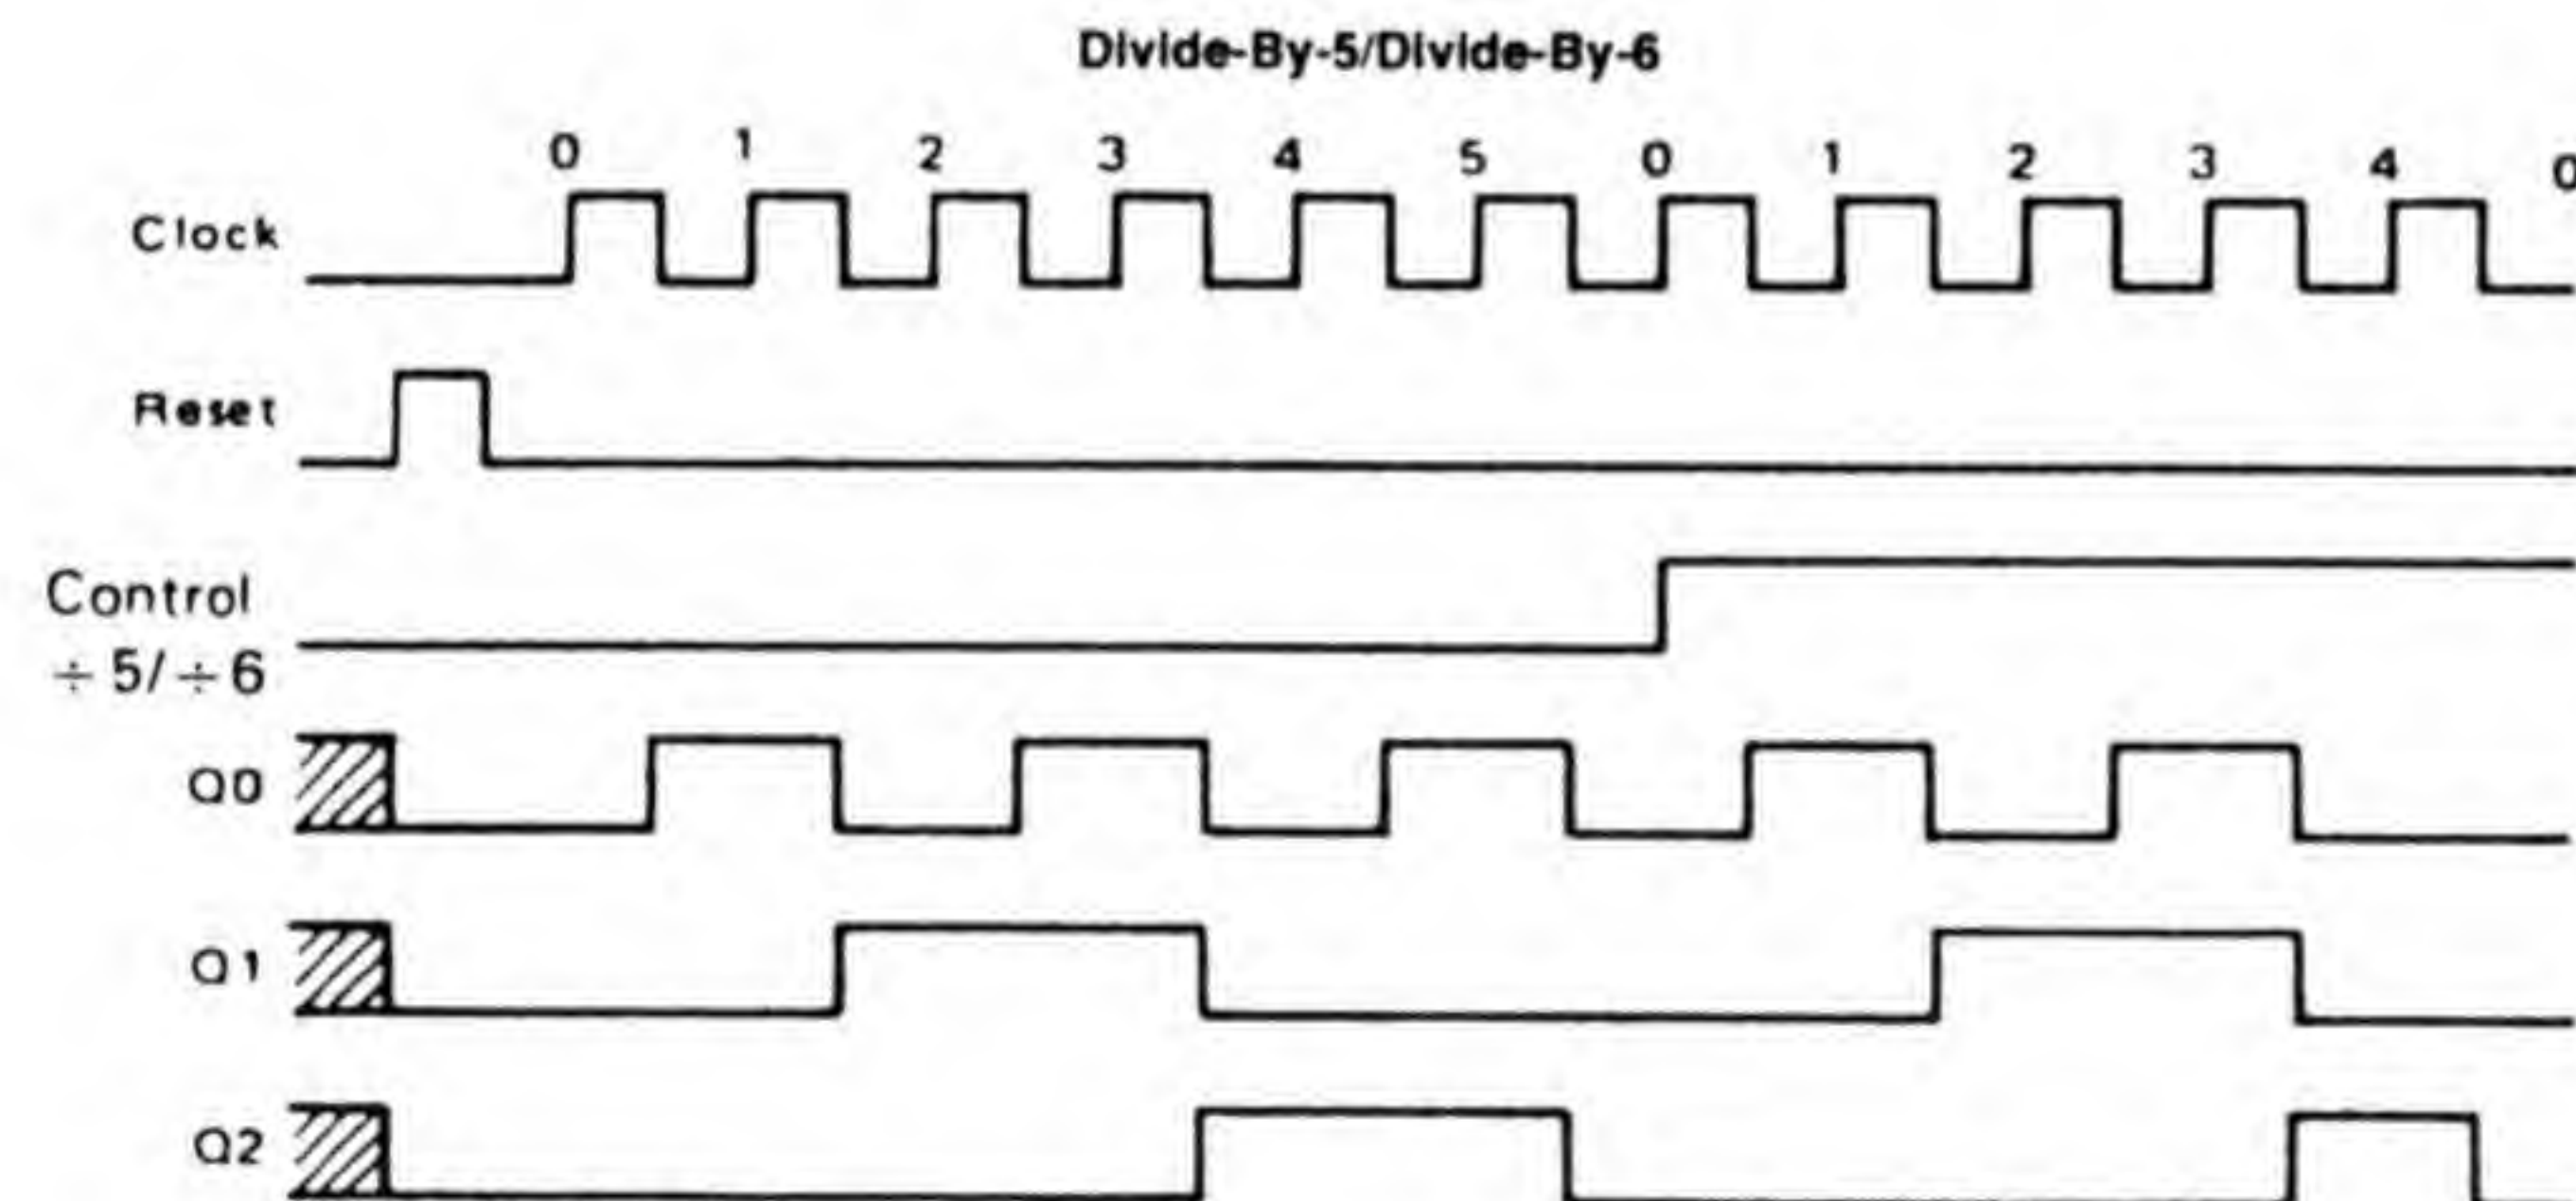 Divide-By-5/Divide-By-6
0 1 2 3 4 5 0 1 2 3 4 0
Clock
Reset
Control
÷5/÷6
Q0
Q1
Q2